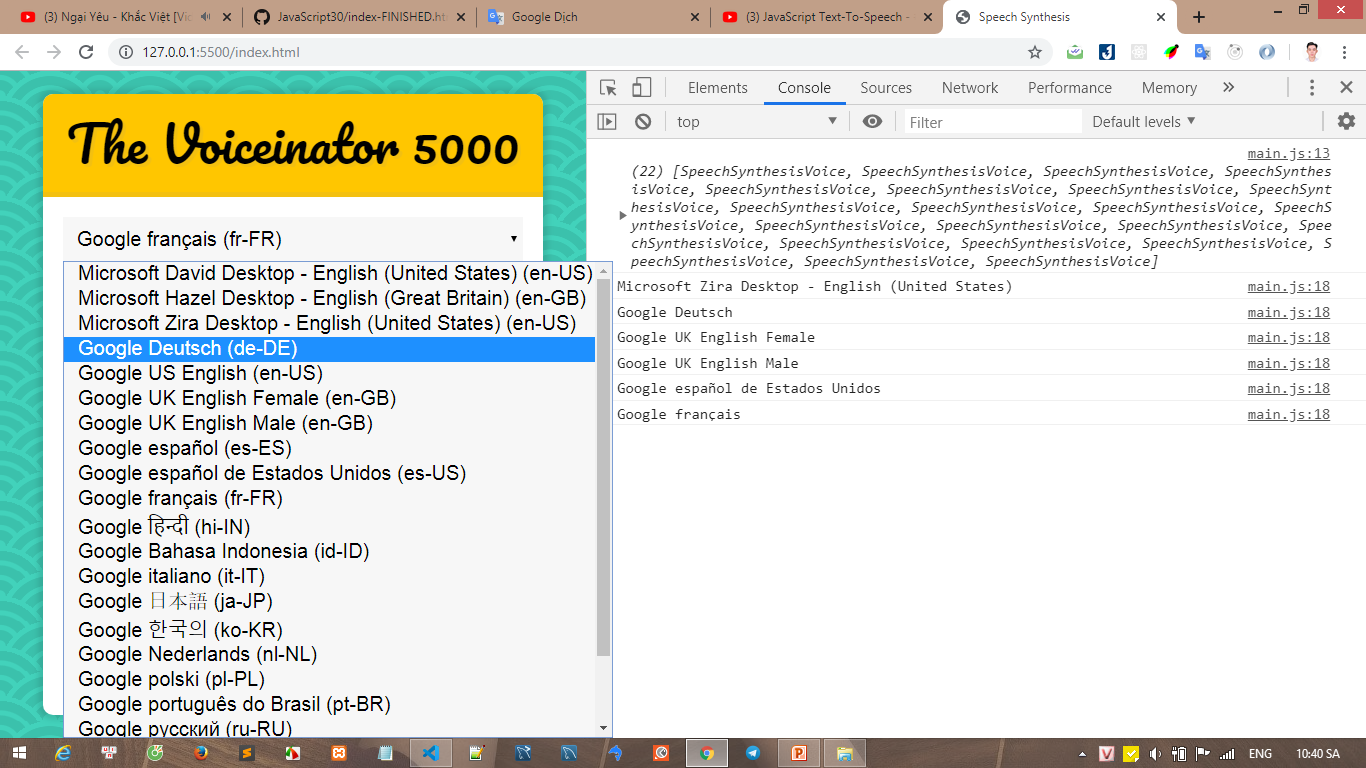 (3) Ngại Yêu - Khắc Việt [Vi
JavaScript30/index-FINISHED.ht
Google Dịch
(3) JavaScript Text-To-Speech -
Speech Synthesis
127.0.0.1:5500/index.html
The Voiceinator 5000
Google français (fr-FR)
Microsoft David Desktop - English (United States) (en-US)
Microsoft Hazel Desktop - English (Great Britain) (en-GB)
Microsoft Zira Desktop - English (United States) (en-US)
Google Deutsch (de-DE)
Google US English (en-US)
Google UK English Female (en-GB)
Google UK English Male (en-GB)
Google español (es-ES)
Google español de Estados Unidos (es-US)
Google français (fr-FR)
Google हिन्दी (hi-IN)
Google Bahasa Indonesia (id-ID)
Google italiano (it-IT)
Google 日本語 (ja-JP)
Google 한국의 (ko-KR)
Google Nederlands (nl-NL)
Google polski (pl-PL)
Google português do Brasil (pt-BR)
Google русский (ru-RU)
Elements Console Sources Network Performance Memory
top Filter Default levels
main.js:13
(22) [SpeechSynthesisVoice, SpeechSynthesisVoice, SpeechSynthesisVoice, SpeechSynthes
isVoice, SpeechSynthesisVoice, SpeechSynthesisVoice, SpeechSynthesisVoice, SpeechSynt
hesisVoice, SpeechSynthesisVoice, SpeechSynthesisVoice, SpeechSynthesisVoice, SpeechS
ynthesisVoice, SpeechSynthesisVoice, SpeechSynthesisVoice, SpeechSynthesisVoice, Spee
chSynthesisVoice, SpeechSynthesisVoice, SpeechSynthesisVoice, SpeechSynthesisVoice, S
peechSynthesisVoice, SpeechSynthesisVoice, SpeechSynthesisVoice]
Microsoft Zira Desktop - English (United States) main.js:18
Google Deutsch main.js:18
Google UK English Female main.js:18
Google UK English Male main.js:18
Google español de Estados Unidos main.js:18
Google français main.js:18
ENG 10:40 SA